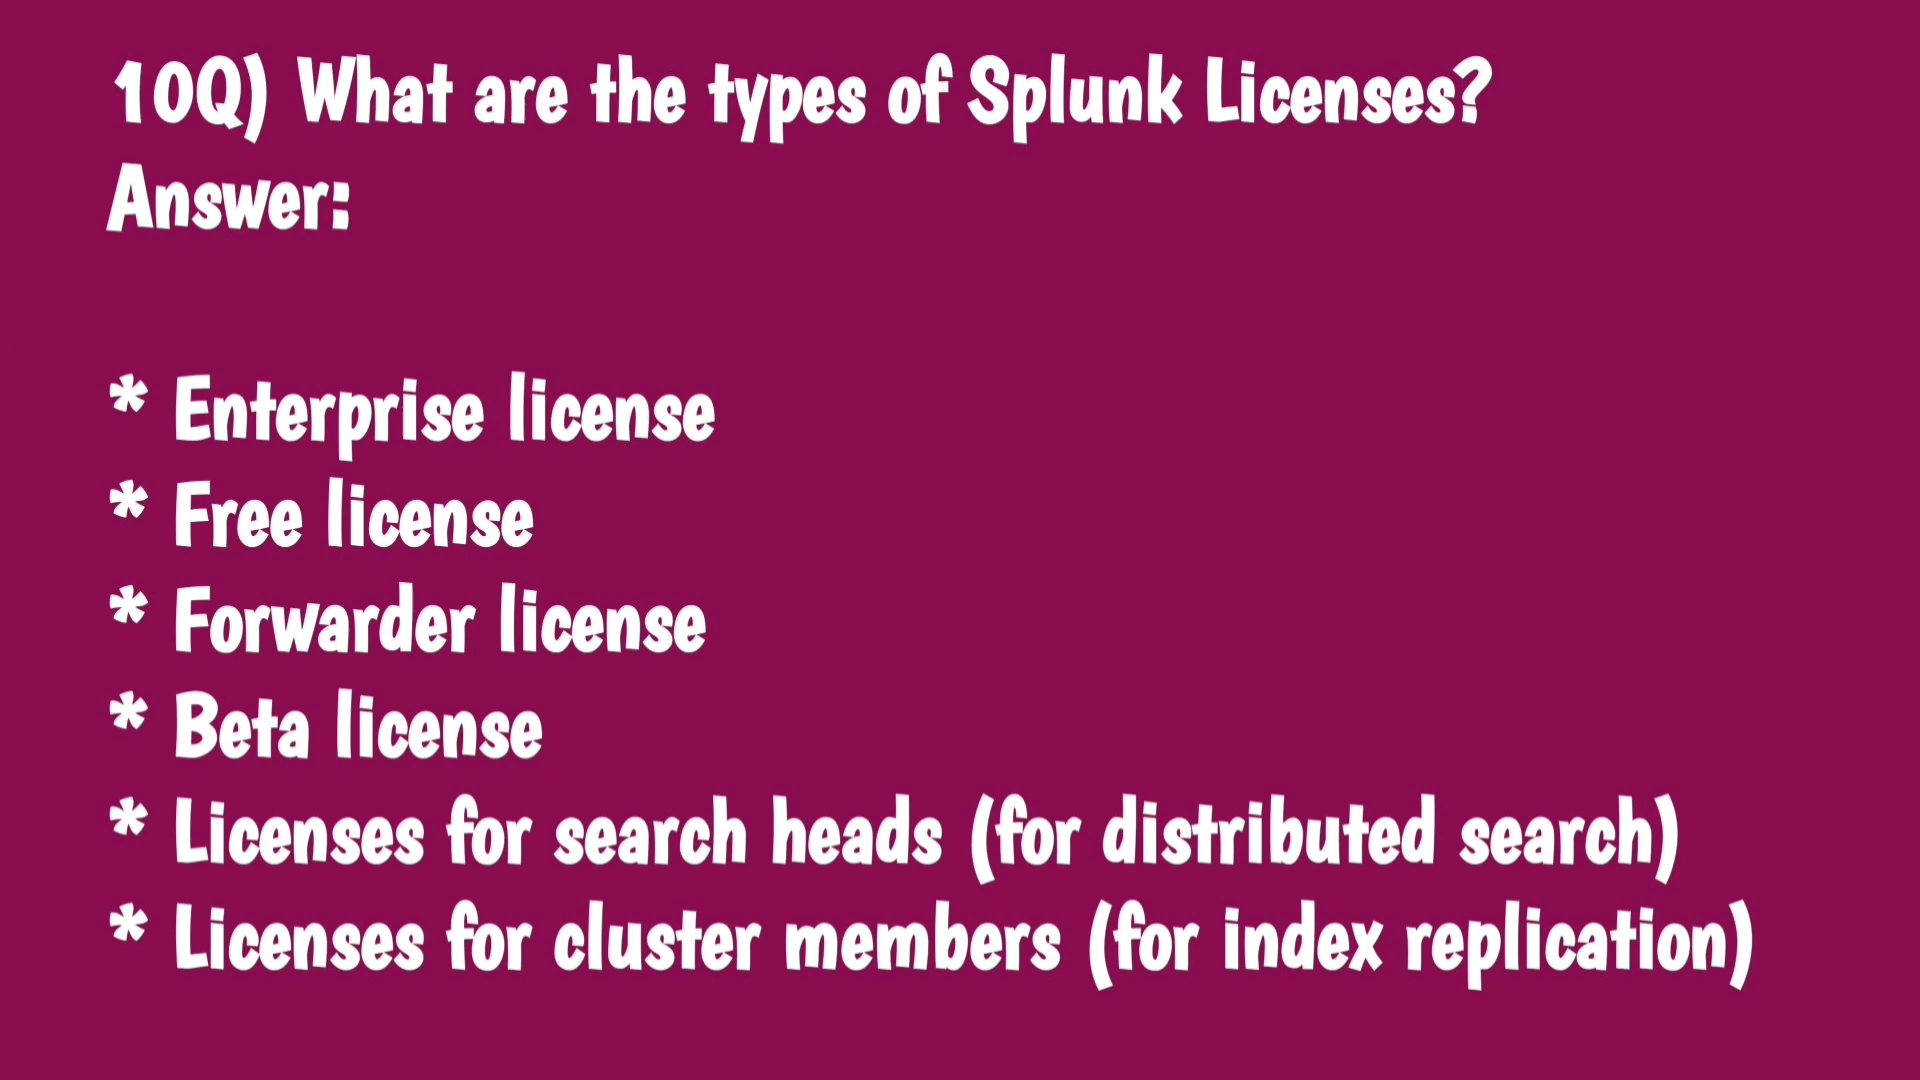 10Q) What are the types of Splunk Licenses?
Answer:
* Enterprise license
* Free license
* Forwarder license
* Beta license
* Licenses for search heads (for distributed search)
* Licenses for cluster members (for index replication)